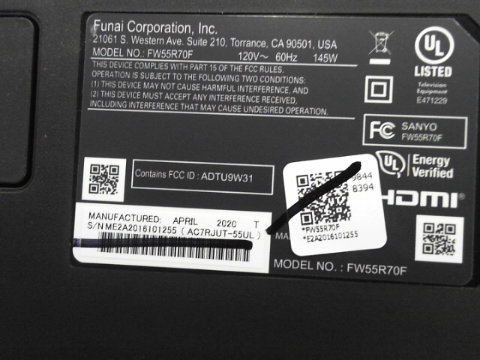 Funai Corporation, Inc.
21061 S. Western Ave. Suite 210, Torrance, CA 90501, USA
MODEL NO. : FW55R70F 120V～ 60Hz 145W
THIS DEVICE COMPLIES WITH PART 15 OF THE FCC RULES.
OPERATION IS SUBJECT TO THE FOLLOWING TWO CONDITIONS:
(1) THIS DEVICE MAY NOT CAUSE HARMFUL INTERFERENCE, AND
(2) THIS DEVICE MUST ACCEPT ANY INTERFERENCE RECEIVED,
INCLUDING INTERFERENCE THAT MAY CAUSE UNDESIRED OPERATION.
UL
LISTED
Television
Equipment
E471229
FC SANYO
FW55R70F
UL Energy
Verified
Contains FCC ID : ADTU9W31
9844
8394
HDMI
MANUFACTURED: APRIL 2020 T
S/N ME2A2016101255 (AC7RJUT-55UL)
*FW55R70F
*E2A2016101255
MODEL NO. : FW55R70F